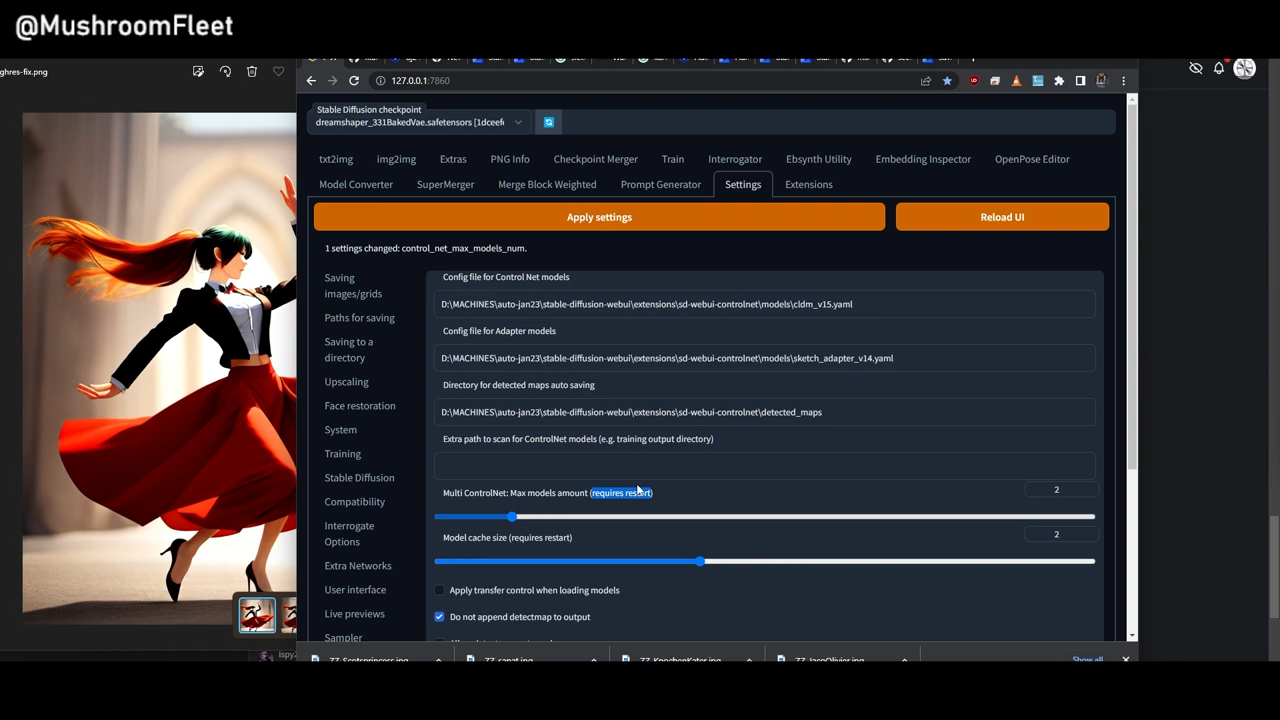 @MushroomFleet
ghres-fix.png
127.0.0.1:7860
Stable Diffusion checkpoint
dreamshaper_331BakedVae.safetensors [1dceef
txt2img img2img Extras PNG Info Checkpoint Merger Train Interrogator Ebsynth Utility Embedding Inspector OpenPose Editor
Model Converter SuperMerger Merge Block Weighted Prompt Generator Settings Extensions
Apply settings Reload UI
1 settings changed: control_net_max_models_num.
Saving
images/grids
Paths for saving
Saving to a
directory
Upscaling
Face restoration
System
Training
Stable Diffusion
Compatibility
Interrogate
Options
Extra Networks
User interface
Live previews
Sampler
Config file for Control Net models
D:\MACHINES\auto-jan23\stable-diffusion-webui\extensions\sd-webui-controlnet\models\cldm_v15.yaml
Config file for Adapter models
D:\MACHINES\auto-jan23\stable-diffusion-webui\extensions\sd-webui-controlnet\models\sketch_adapter_v14.yaml
Directory for detected maps auto saving
D:\MACHINES\auto-jan23\stable-diffusion-webui\extensions\sd-webui-controlnet\detected_maps
Extra path to scan for ControlNet models (e.g. training output directory)
Multi ControlNet: Max models amount (requires restart) 2
Model cache size (requires restart) 2
Apply transfer control when loading models
Do not append detectmap to output
ZZ_Scotsprincess.jpg ZZ_KnochenKater.jpg ZZ_JacoOlivier.jpg Show all